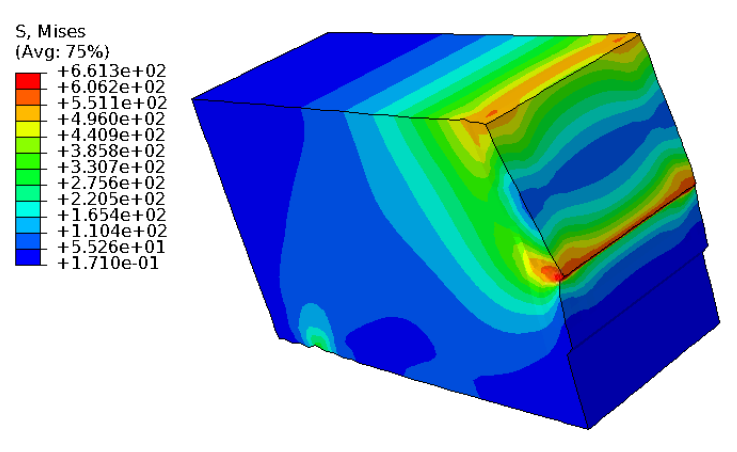 S, Mises
(Avg: 75%)
+6.613e+02
+6.062e+02
+5.511e+02
+4.960e+02
+4.409e+02
+3.858e+02
+3.307e+02
+2.756e+02
+2.205e+02
+1.654e+02
+1.104e+02
+5.526e+01
+1.710e-01